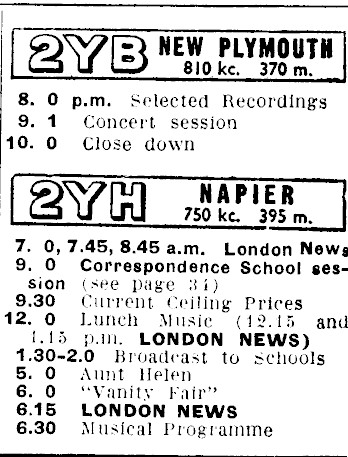 2YB NEW PLYMOUTH
810 kc. 370 m.
8. 0 p.m. Selected Recordings
9. 1 Concert session
10. 0 Close down
2YH NAPIER
750 kc. 395 m.
7. 0, 7.45, 8.45 a.m. London News
9. 0 Correspondence School ses-
sion (see page 34)
9.30 Current Ceiling Prices
12. 0 Lunch Music (12.15 and
1.15 p.m. LONDON NEWS)
1.30-2.0 Broadcast to Schools
5. 0 Aunt Helen
6. 0 "Vanity Fair"
6.15 LONDON NEWS
6.30 Musical Programme